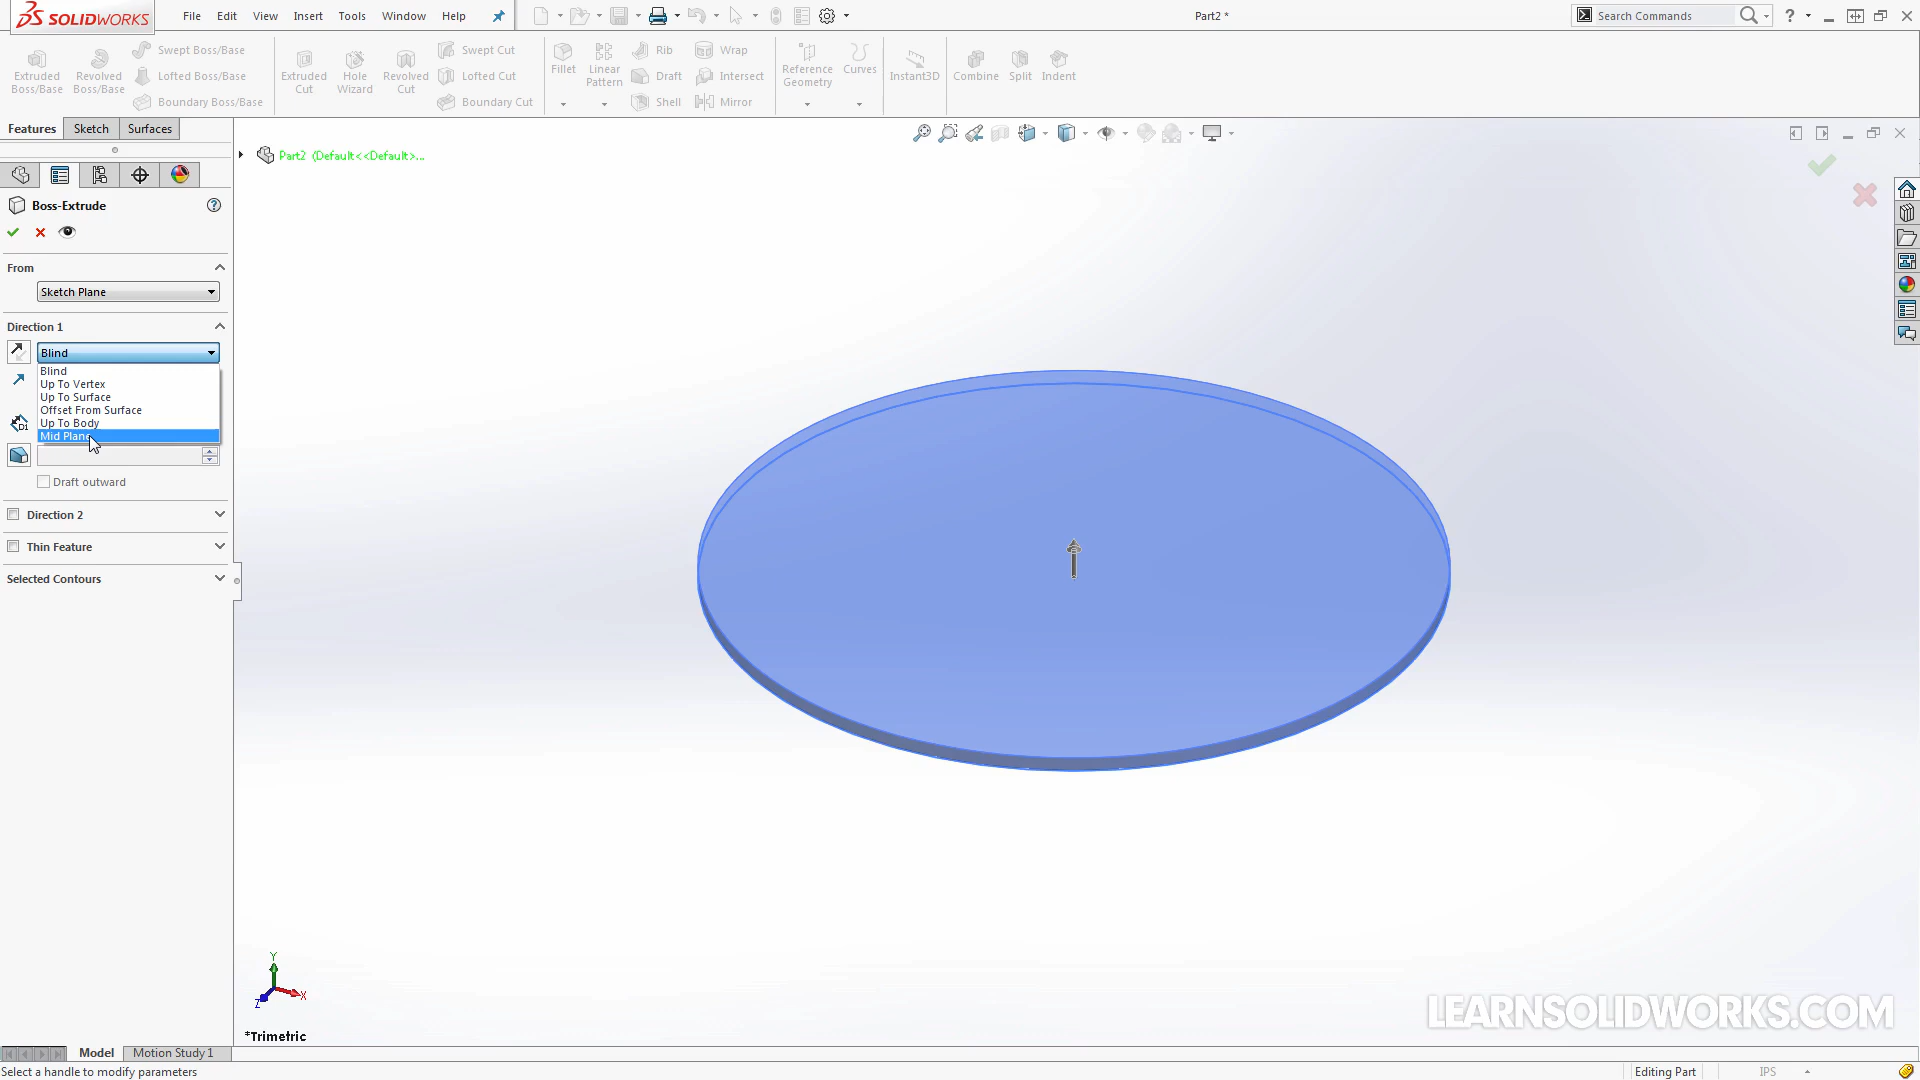 SOLIDWORKS
File Edit View Insert Tools Window Help
Part2 *
Search Commands
?
Extruded Boss/Base
Revolved Boss/Base
Swept Boss/Base
Lofted Boss/Base
Boundary Boss/Base
Extruded Cut
Hole Wizard
Revolved Cut
Swept Cut
Lofted Cut
Boundary Cut
Fillet
Linear Pattern
Rib
Draft
Shell
Wrap
Intersect
Mirror
Reference Geometry
Curves
Instant3D
Combine
Split
Indent
Features Sketch Surfaces
Part2 (Default<<Default>...
Boss-Extrude
?
From
Sketch Plane
Direction 1
Blind
Blind
Up To Vertex
Up To Surface
Offset From Surface
Up To Body
Mid Plane
D1
Draft outward
Direction 2
Thin Feature
Selected Contours
Y
X
Z
*Trimetric
LEARNSOLIDWORKS.COM
Model Motion Study 1
Select a handle to modify parameters
Editing Part
IPS